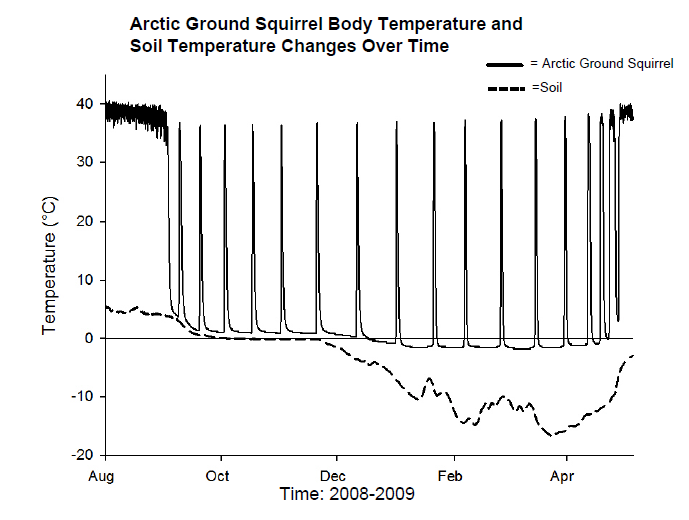 Arctic Ground Squirrel Body Temperature and
Soil Temperature Changes Over Time
= Arctic Ground Squirrel
=Soil
Temperature (°C)
40
30
20
10
0
-10
-20
Aug Oct Dec Feb Apr
Time: 2008-2009